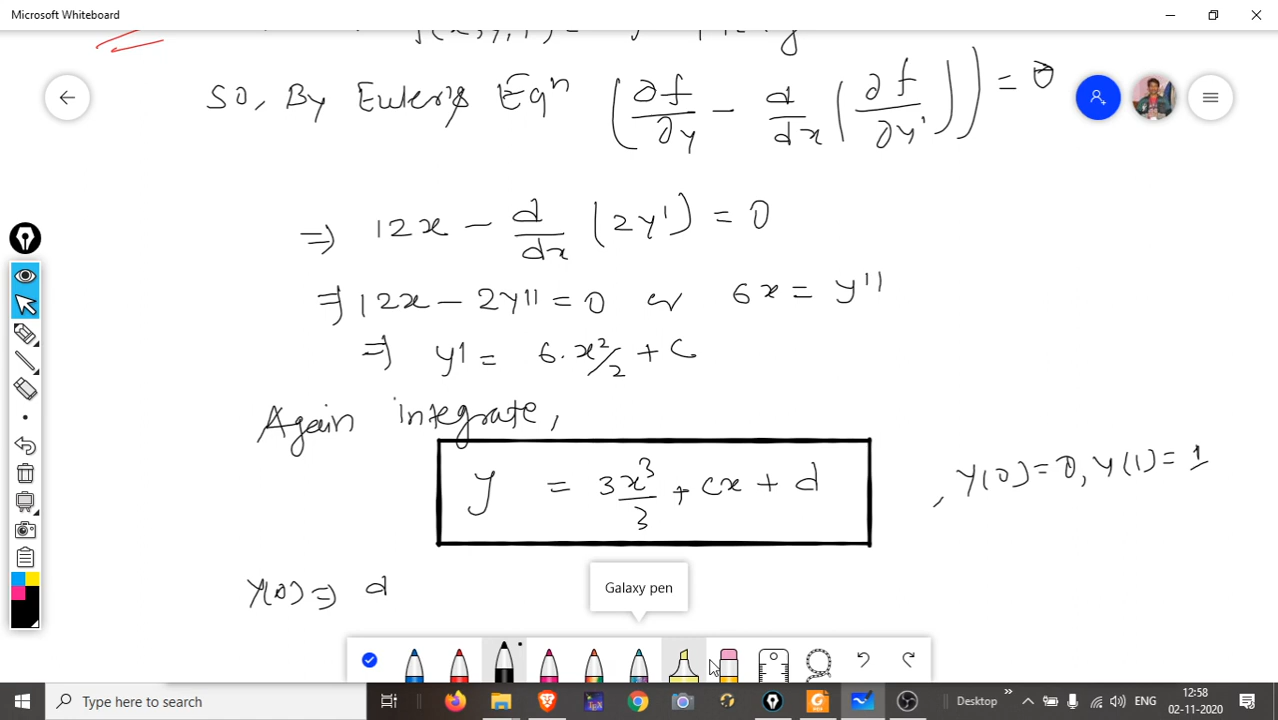 Microsoft Whiteboard
So, By Euler's Eqn (∂f/∂y - d/dx (∂f/∂y')) = 0
⇒ 12x - d/dx (2y') = 0
⇒ 12x - 2y'' = 0 or 6x = y''
⇒ y' = 6.x²/2 + c
Again integrate,
y = 3x³/3 + cx + d , y(0) = 0, y(1) = 1
y(0) ⇒ d
Galaxy pen
Type here to search
Desktop
ENG
12:58
02-11-2020